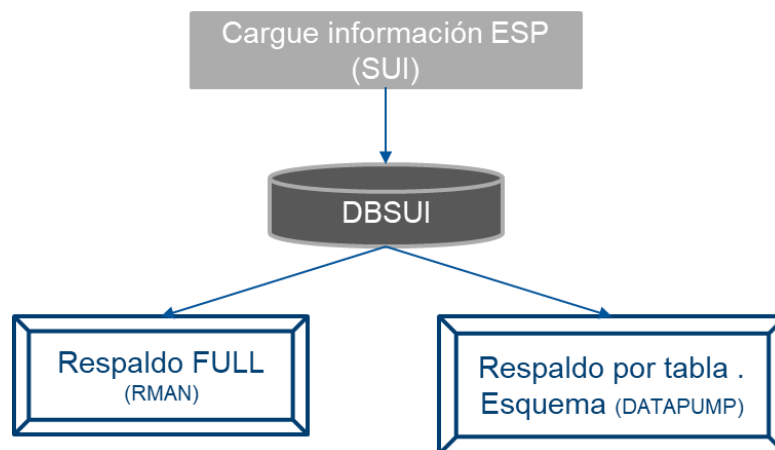 Cargue información ESP
(SUI)
DBSUI
Respaldo FULL
(RMAN)
Respaldo por tabla .
Esquema (DATAPUMP)